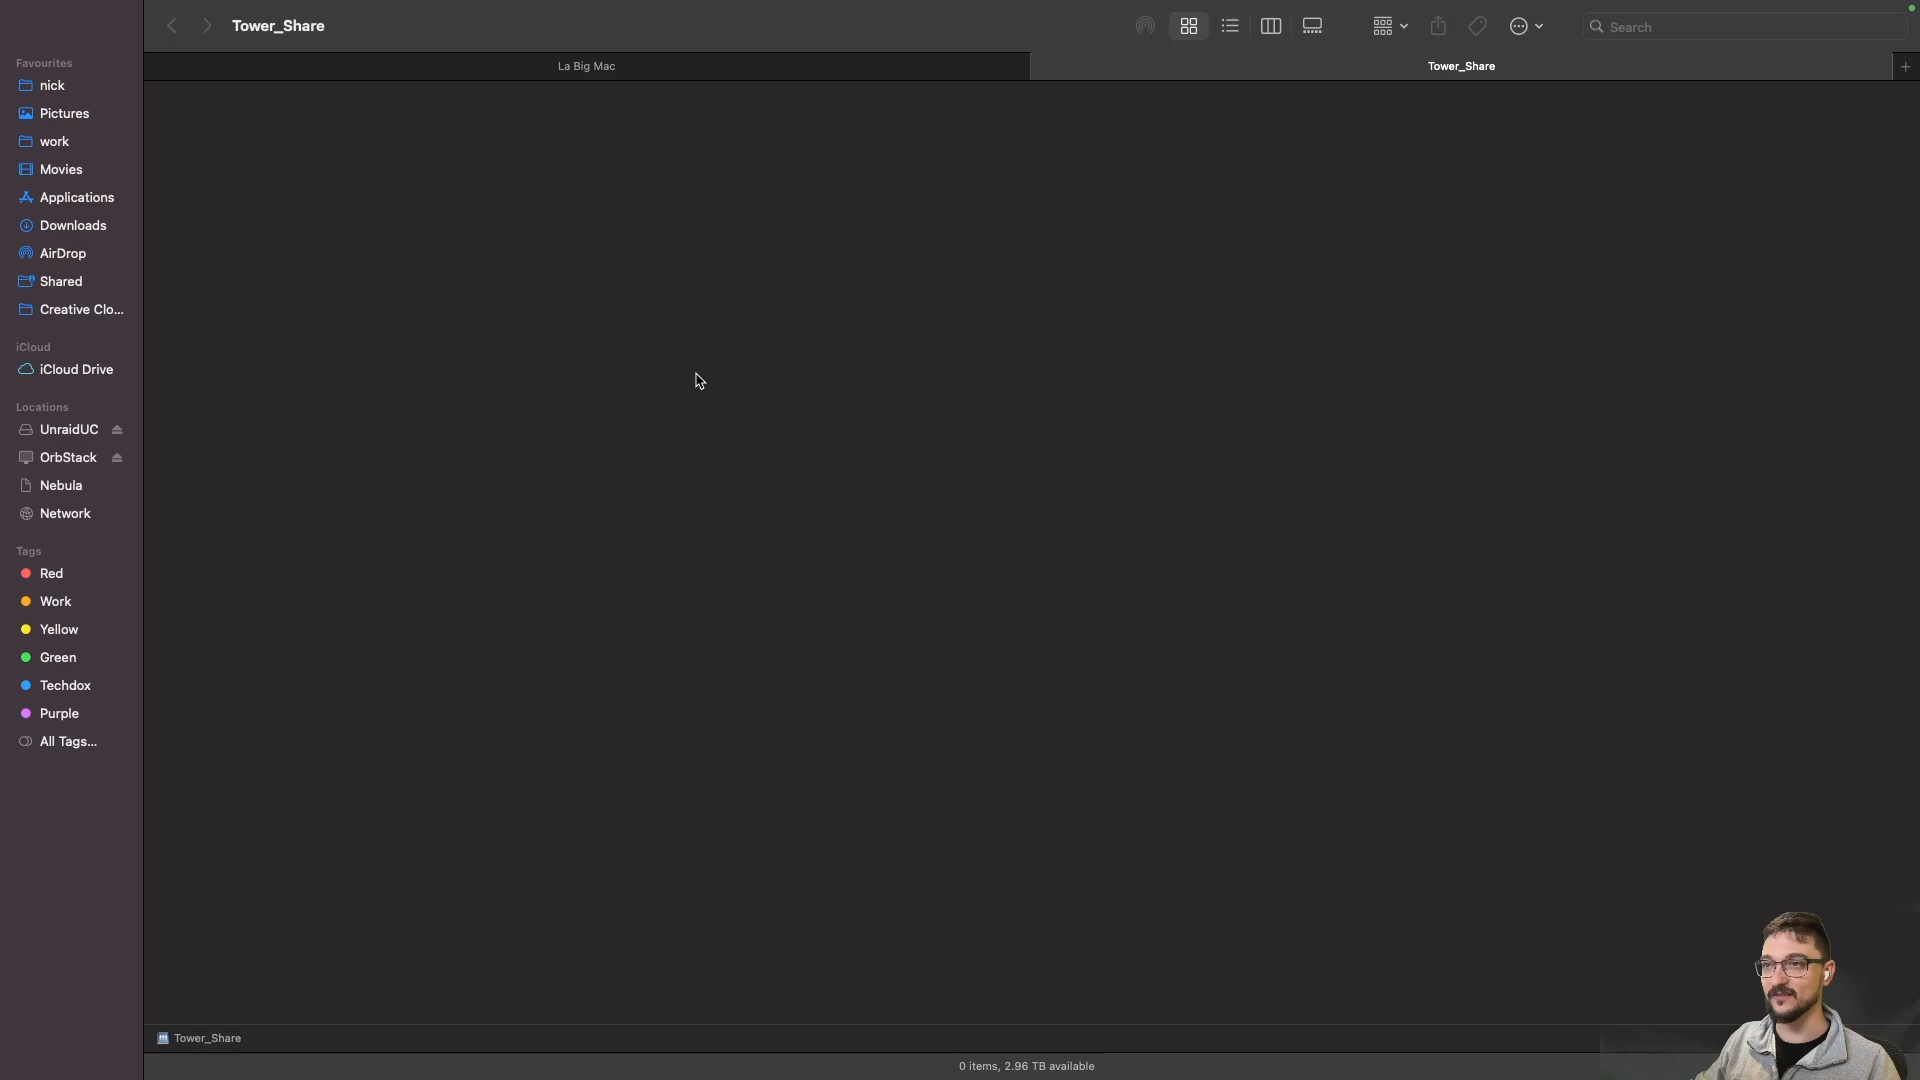 Tower_Share
Search
La Big Mac
Tower_Share
Favourites
nick
Pictures
work
Movies
Applications
Downloads
AirDrop
Shared
Creative Clo...
iCloud
iCloud Drive
Locations
UnraidUC
OrbStack
Nebula
Network
Tags
Red
Work
Yellow
Green
Techdox
Purple
All Tags...
Tower_Share
0 items, 2.96 TB available